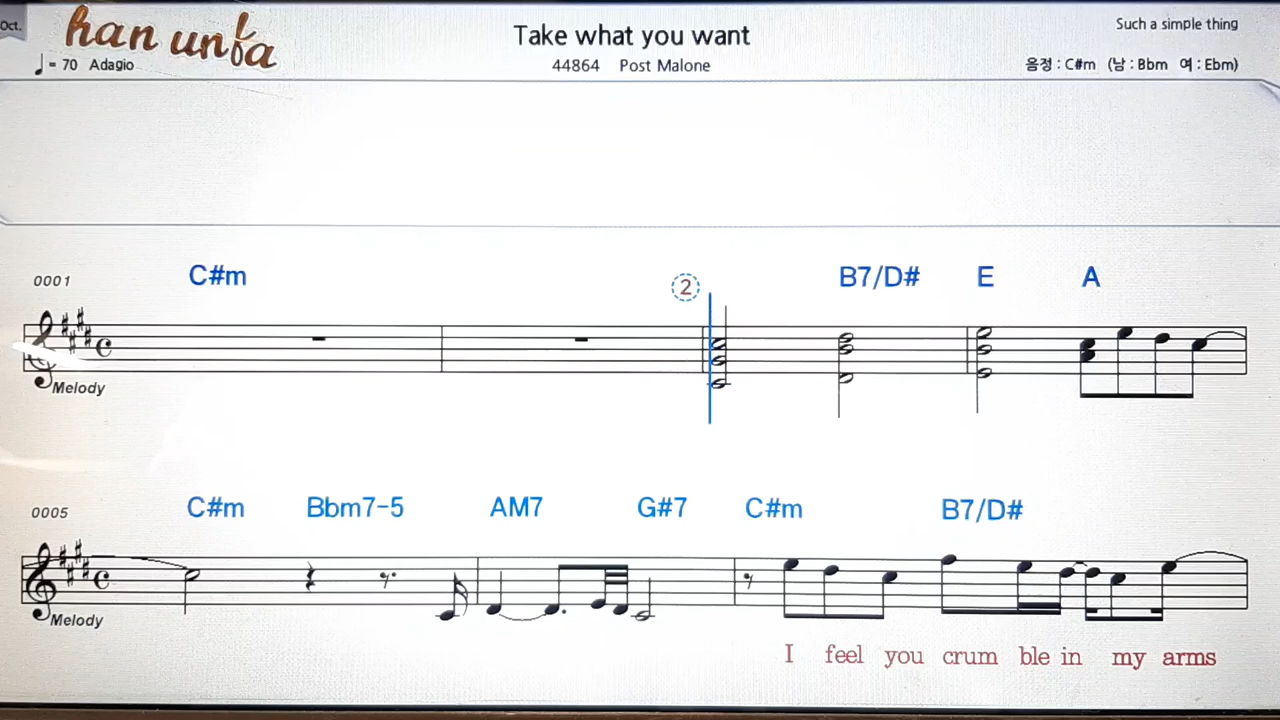 Oct.
han unfa
Take what you want
Such a simple thing
= 70 Adagio
44864 Post Malone
음정 : C#m (남 : Bbm 여 : Ebm)
0001 C#m ② B7/D# E A
Melody
0005 C#m Bbm7-5 AM7 G#7 C#m B7/D#
Melody
I feel you crum ble in my arms